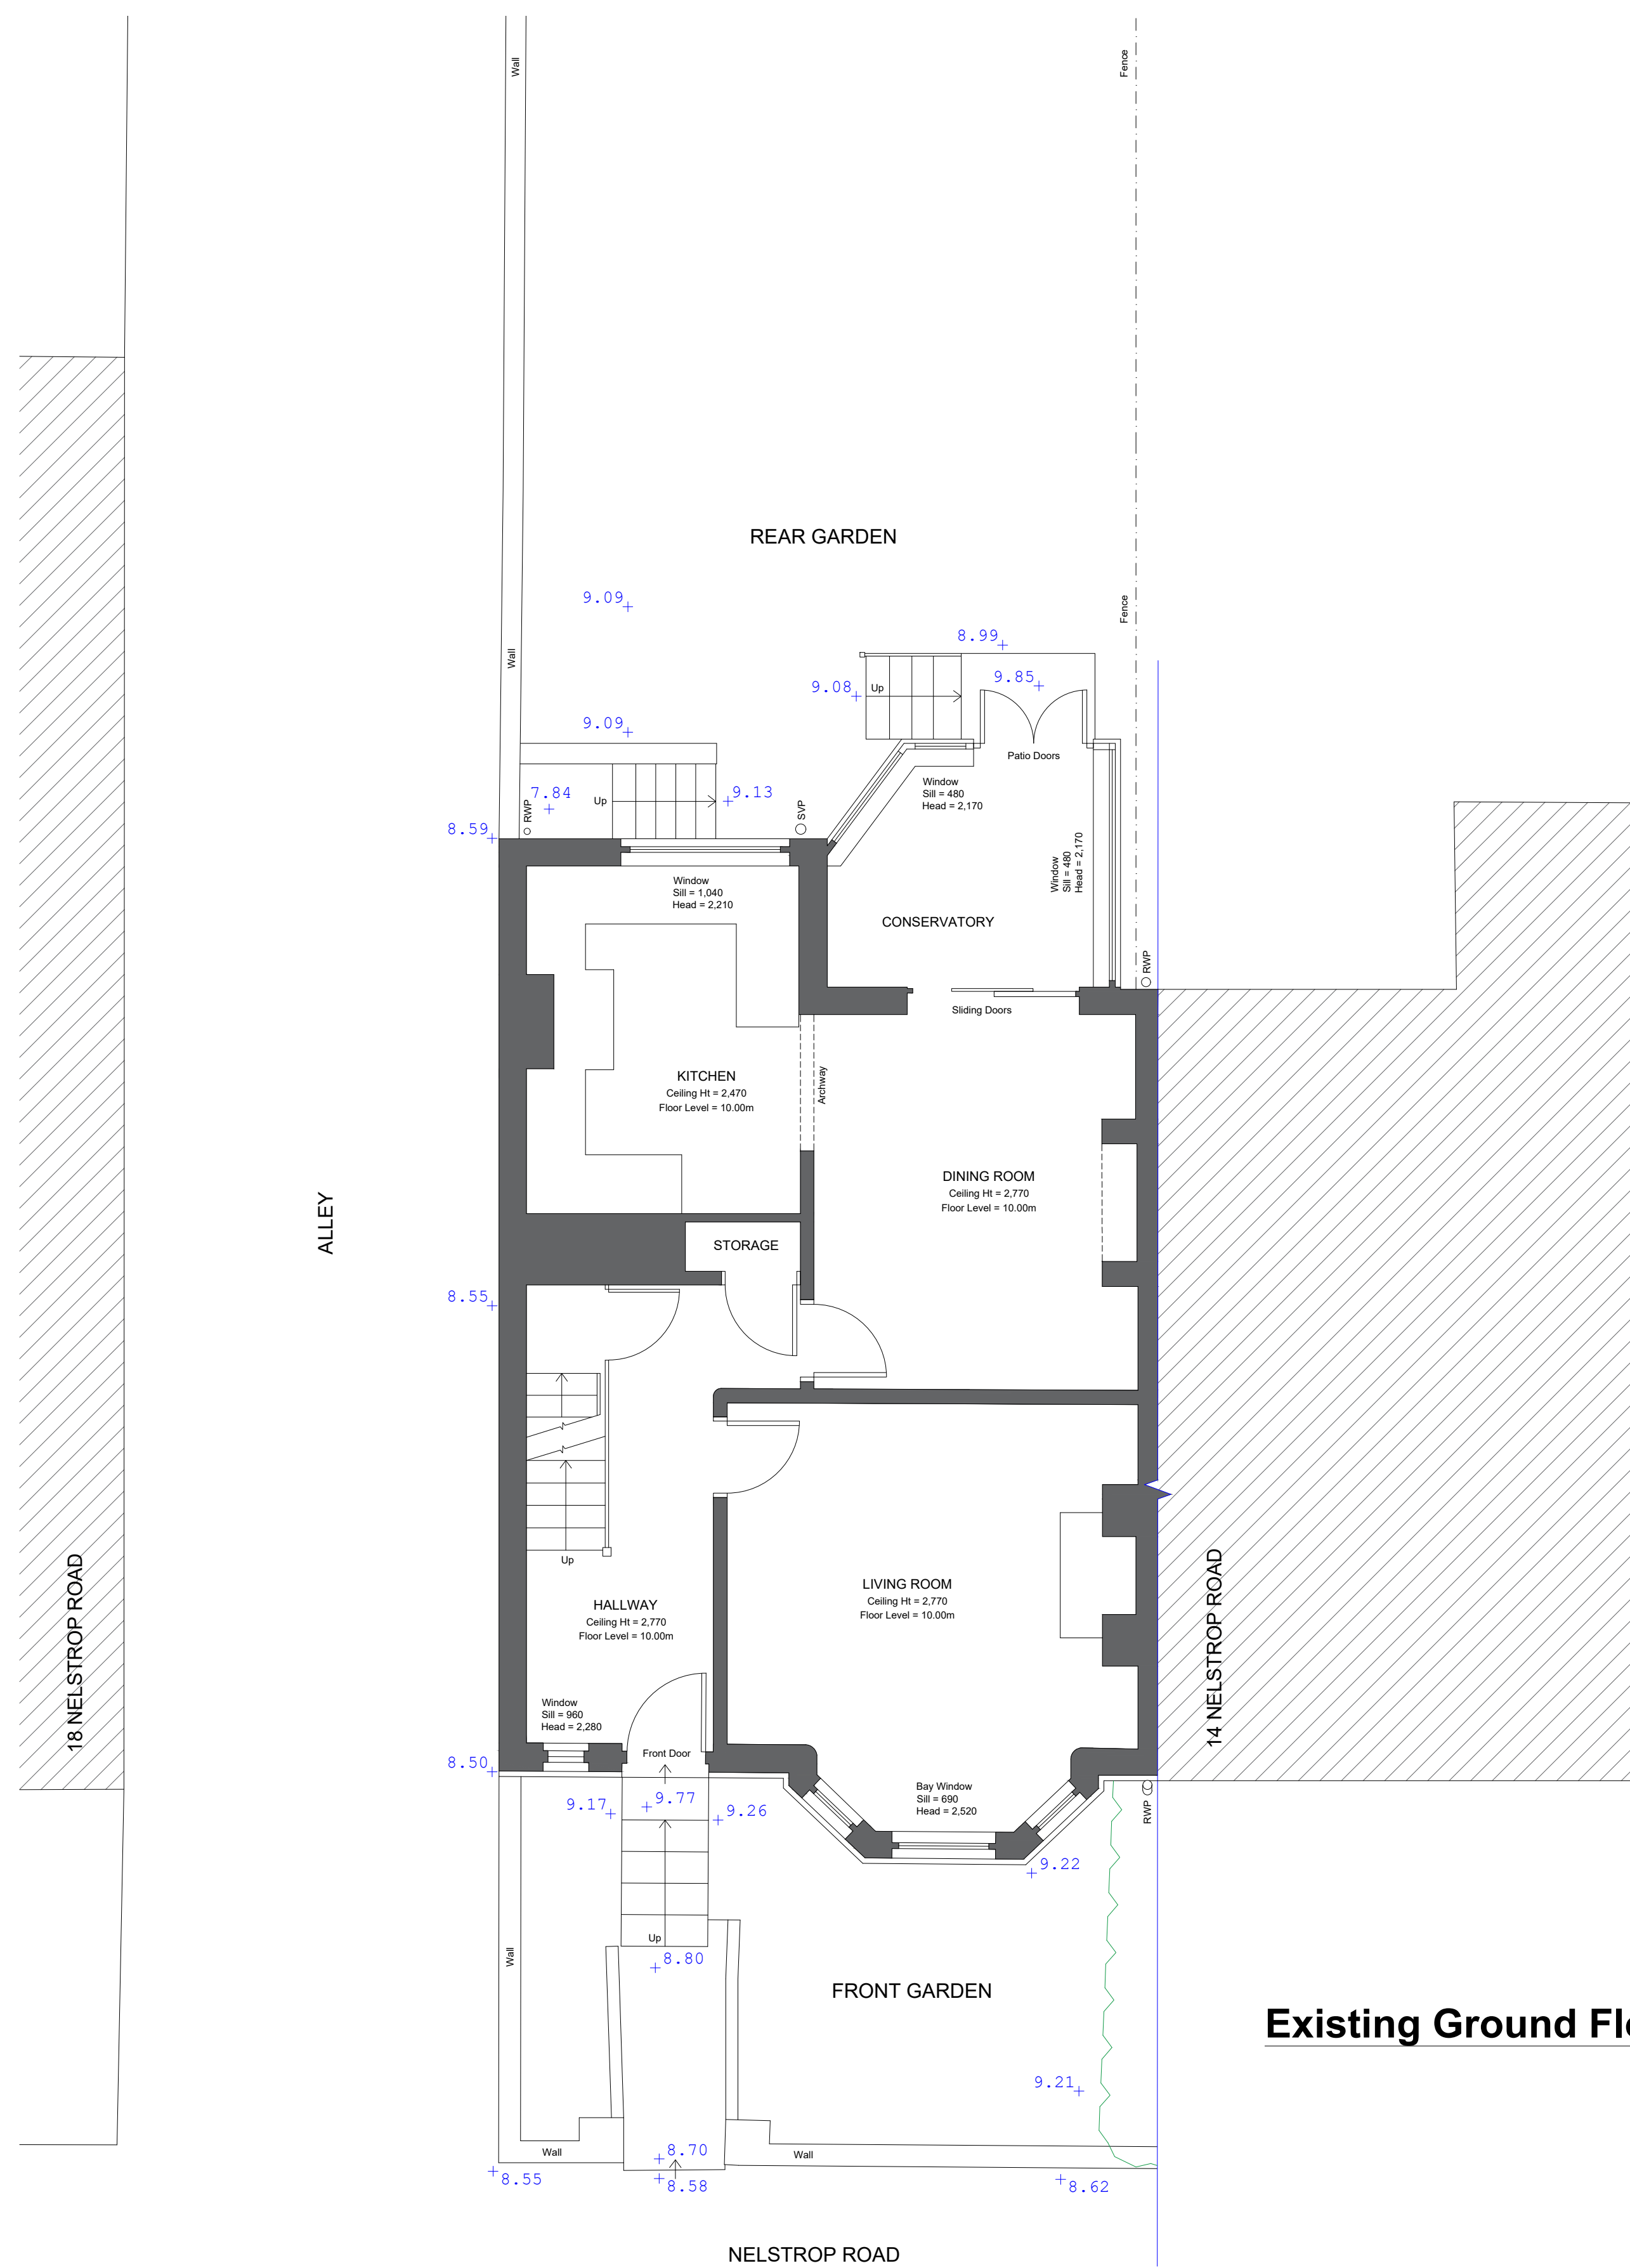 Wall
Fence
REAR GARDEN
9.09
Fence
8.99
Wall
9.85
9.08
Up
9.09
Patio Doors
Window
Sill = 480
Head = 2,170
7.84
Up
9.13
RWP
SVP
8.59
Window
Sill = 480
Head = 2,170
Window
Sill = 1,040
Head = 2,210
CONSERVATORY
RWP
Sliding Doors
KITCHEN
Ceiling Ht = 2,470
Floor Level = 10.00m
Archway
DINING ROOM
Ceiling Ht = 2,770
Floor Level = 10.00m
ALLEY
STORAGE
8.55
Up
18 NELSTROP ROAD
14 NELSTROP ROAD
LIVING ROOM
Ceiling Ht = 2,770
Floor Level = 10.00m
HALLWAY
Ceiling Ht = 2,770
Floor Level = 10.00m
Window
Sill = 960
Head = 2,280
8.50
Front Door
Bay Window
Sill = 690
Head = 2,520
9.17
9.77
9.26
RWP
9.22
Up
Wall
8.80
FRONT GARDEN
Existing Ground Flo
9.21
Wall
8.70
Wall
8.55
8.58
8.62
NELSTROP ROAD